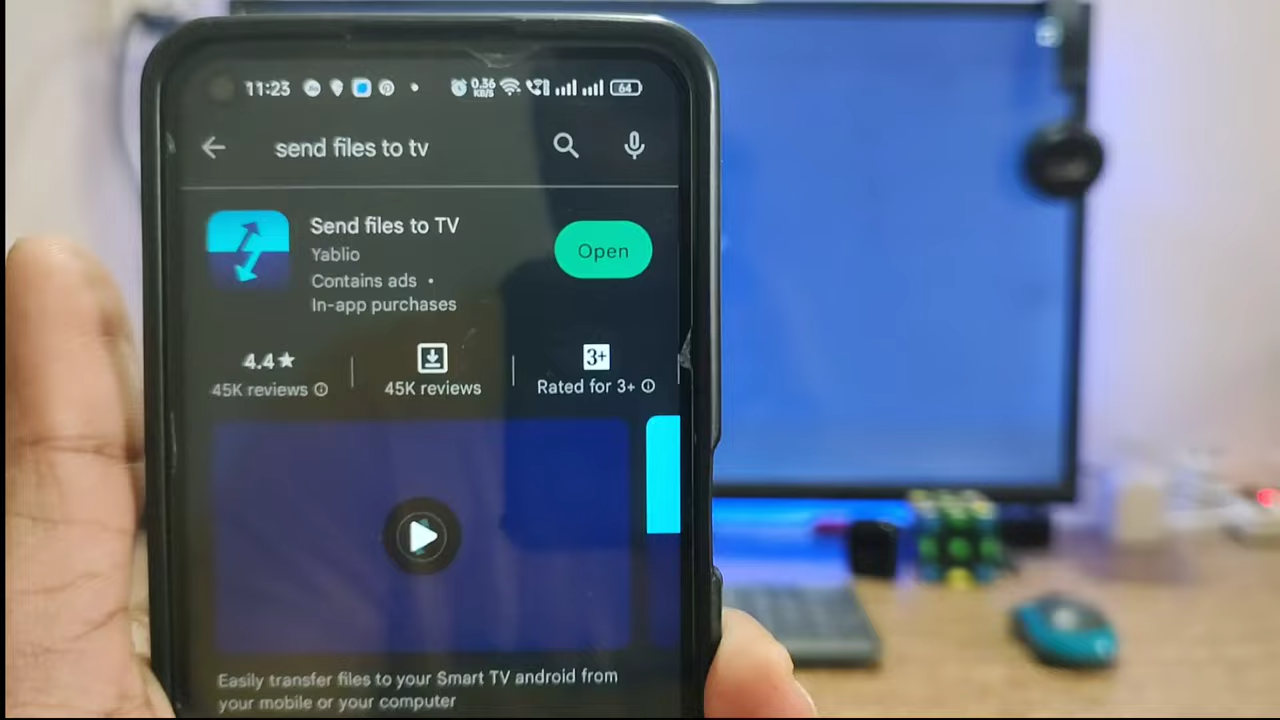 11:23 0.36 KB/S 64
send files to tv
Send files to TV
Yablio
Open
Contains ads •
In-app purchases
4.4★
3+
45K reviews
45K reviews
Rated for 3+
Easily transfer files to your Smart TV android from
your mobile or your computer